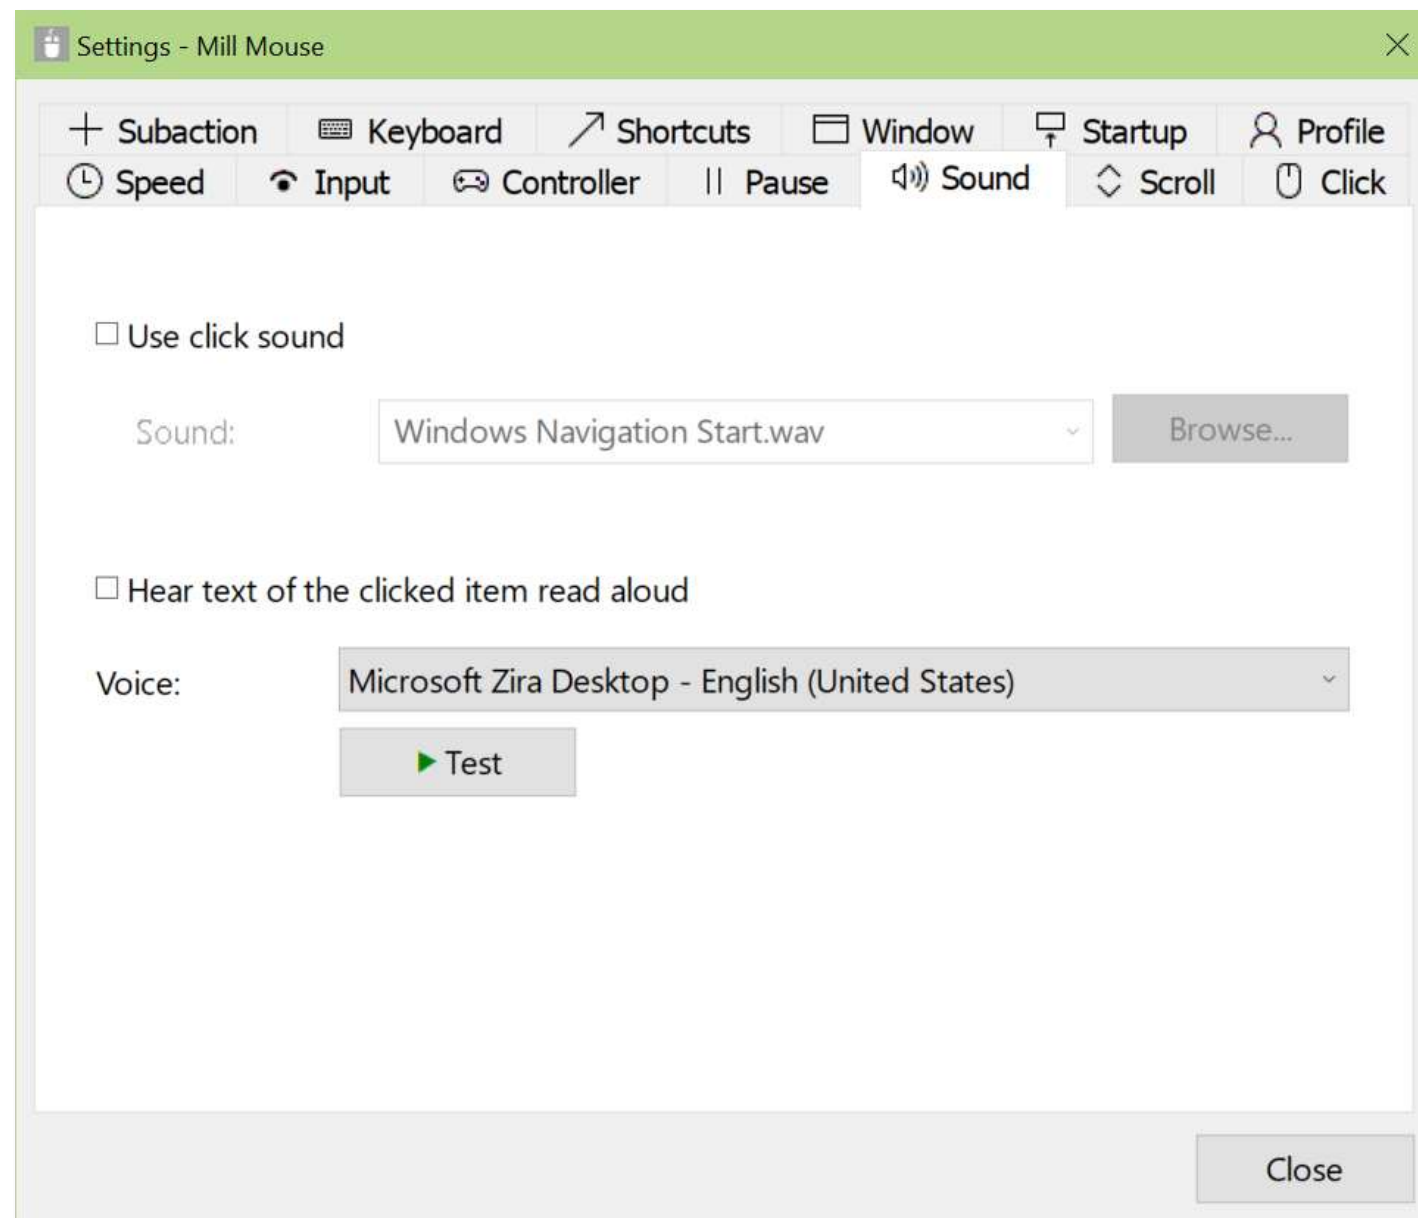 Settings - Mill Mouse
Subaction Keyboard Shortcuts Window Startup Profile
Speed Input Controller Pause Sound Scroll Click
Use click sound
Sound: Windows Navigation Start.wav Browse...
Hear text of the clicked item read aloud
Voice: Microsoft Zira Desktop - English (United States)
Test
Close